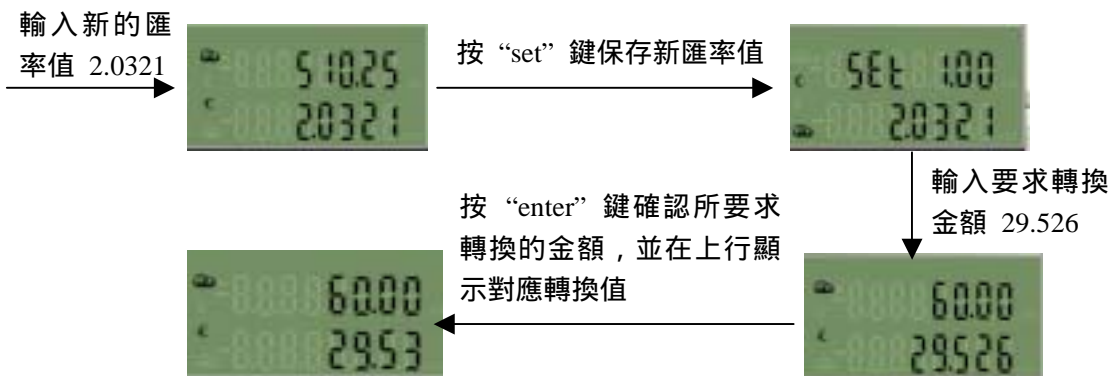 輸入新的匯
率值 2.0321
510.25
2.0321
按 “set” 鍵保存新匯率值
SEt 1.00
2.0321
輸入要求轉換
金額 29.526
60.00
29.526
按 “enter” 鍵確認所要求
轉換的金額，並在上行顯
示對應轉換值
60.00
29.53